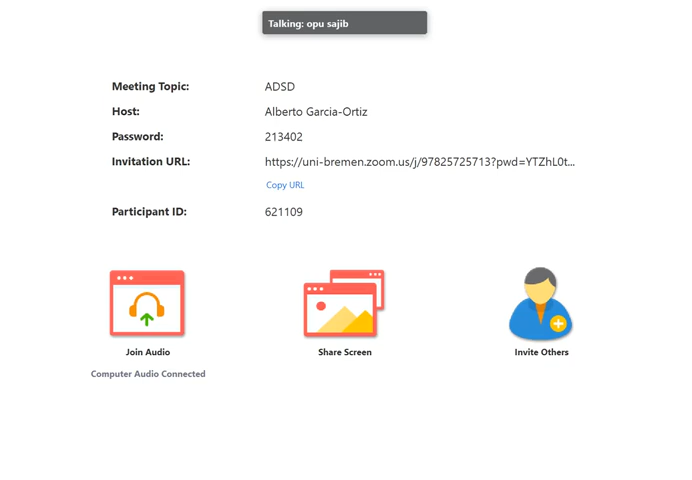 Talking: opu sajib
Meeting Topic: ADSD
Host: Alberto Garcia-Ortiz
Password: 213402
Invitation URL: https://uni-bremen.zoom.us/j/97825725713?pwd=YTZhL0t...
Copy URL
Participant ID: 621109
Join Audio Share Screen Invite Others
Computer Audio Connected